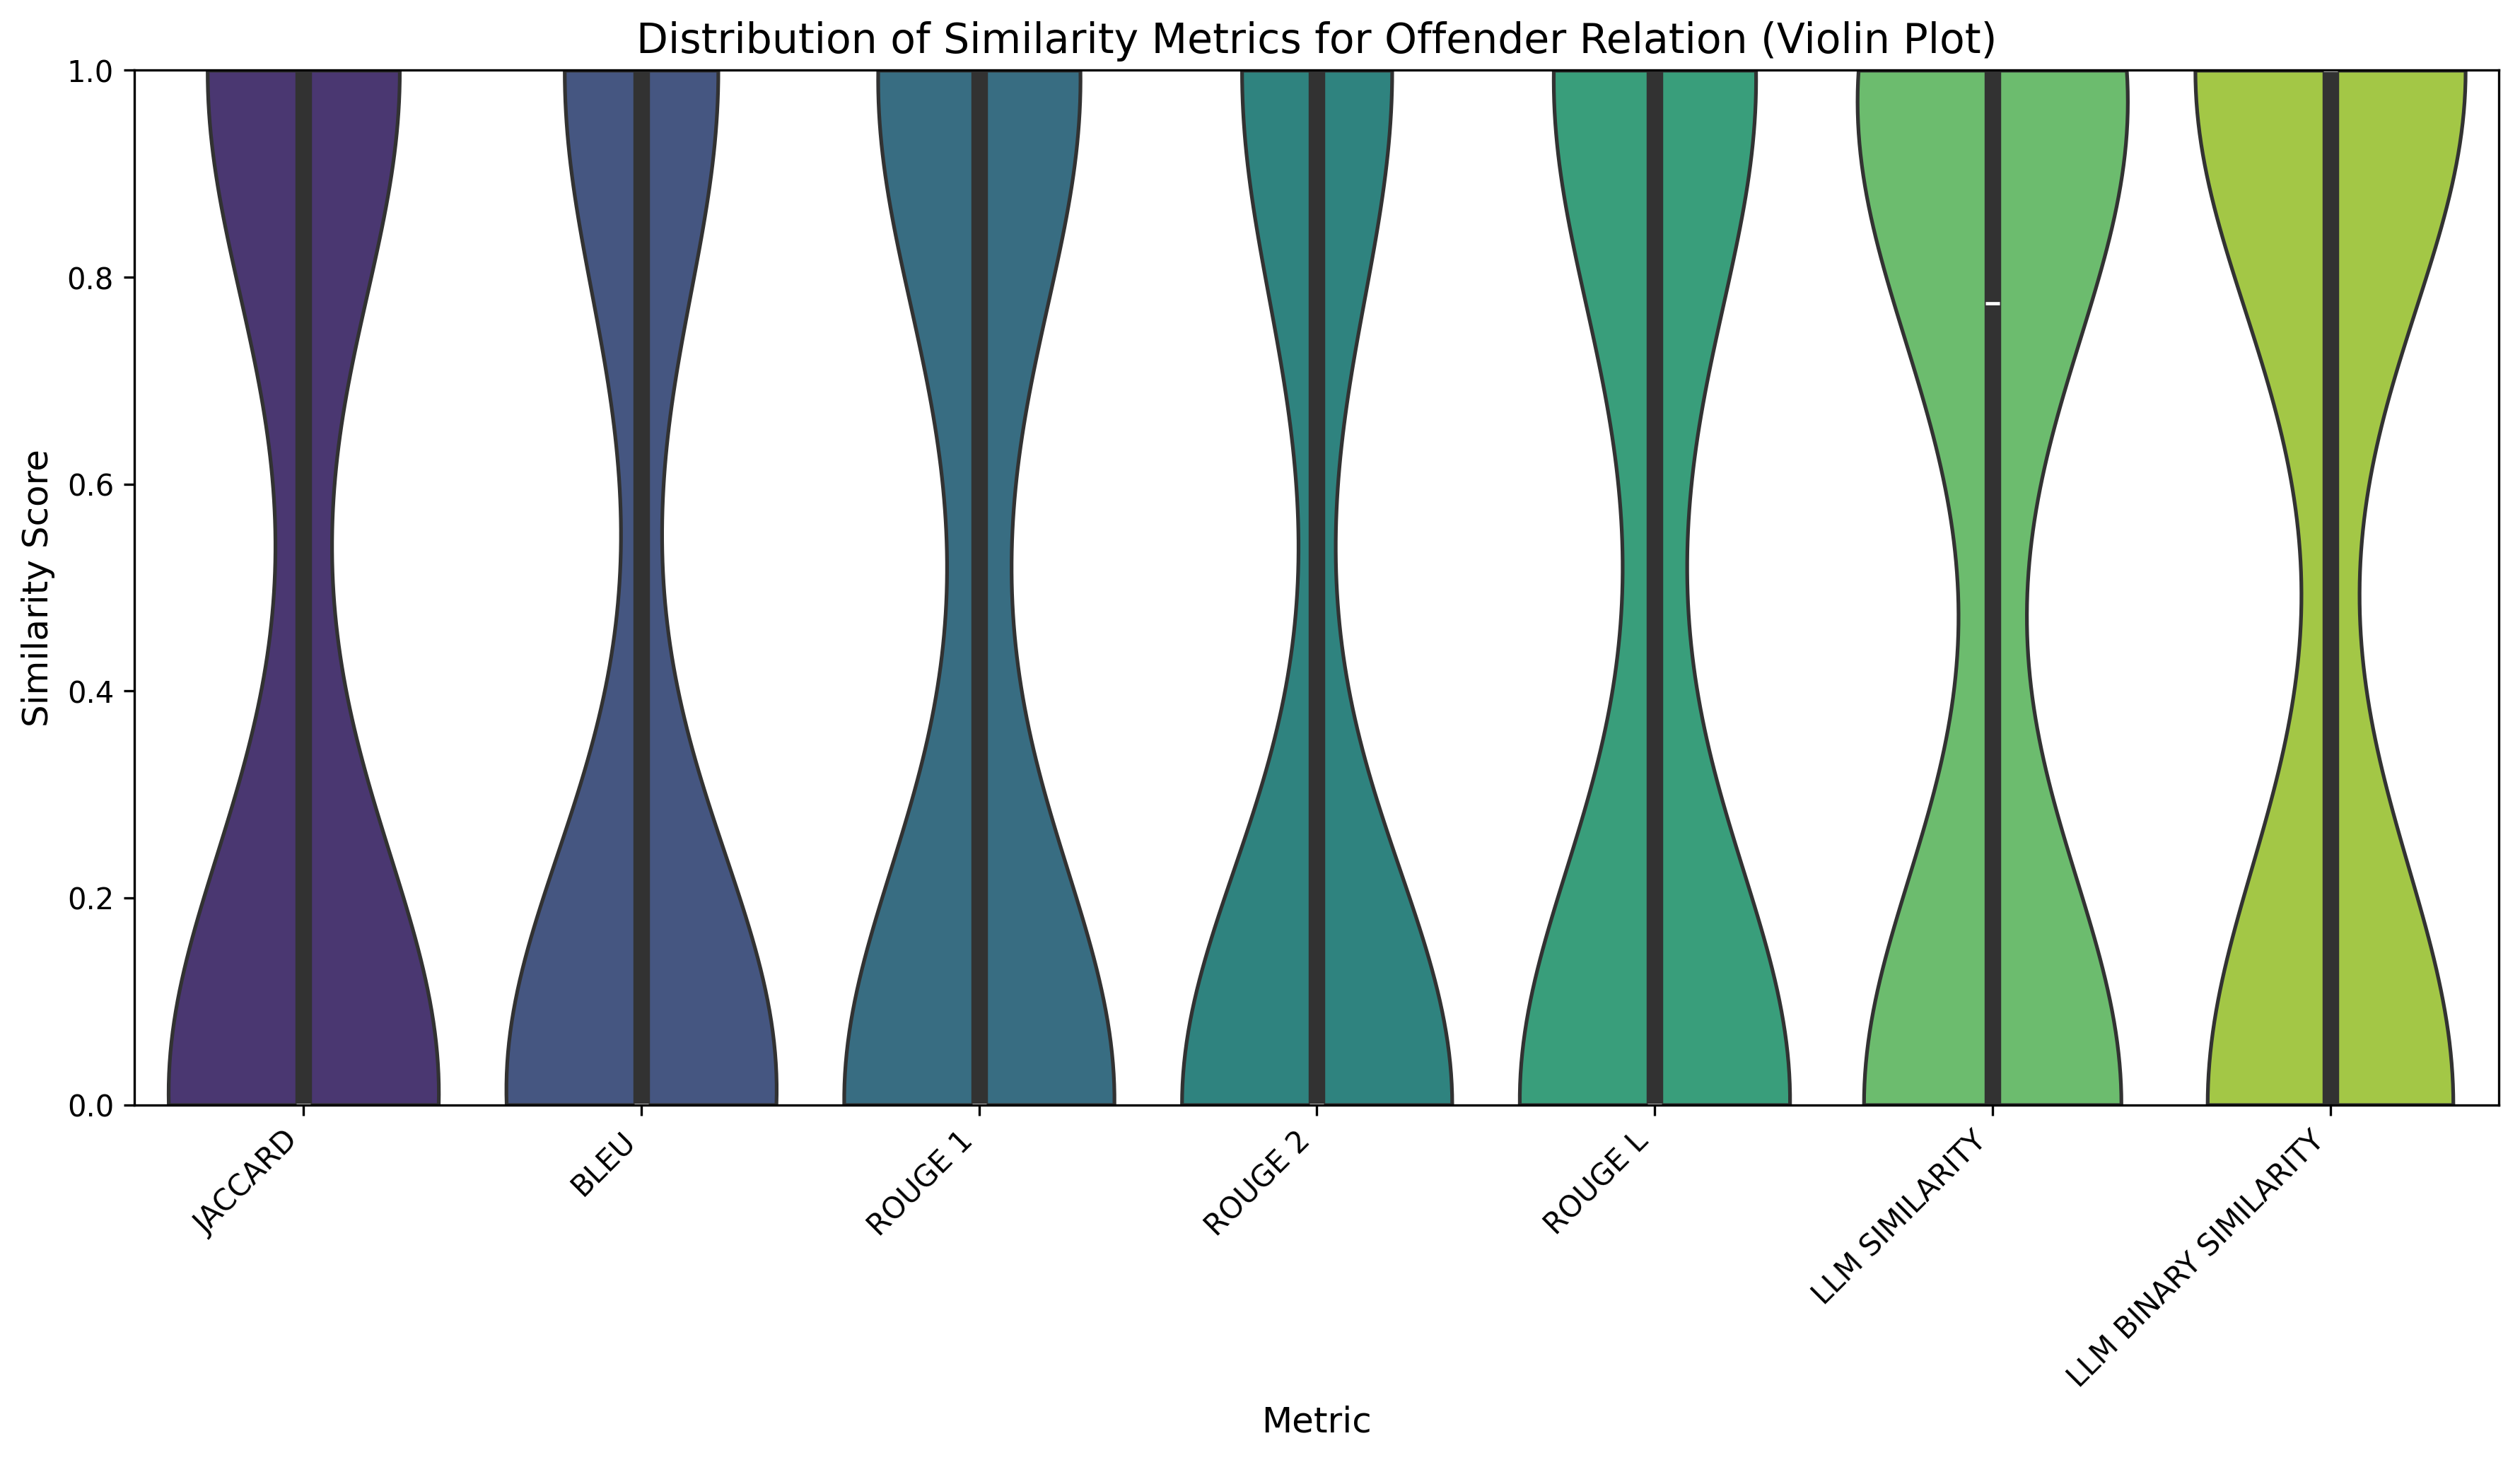 Distribution of Similarity Metrics for Offender Relation (Violin Plot)
1.0
0.8
0.6
0.4
0.2
0.0
Similarity Score
JACCARD
BLEU
ROUGE 1
ROUGE 2
ROUGE L
LLM SIMILARITY
LLM BINARY SIMILARITY
Metric